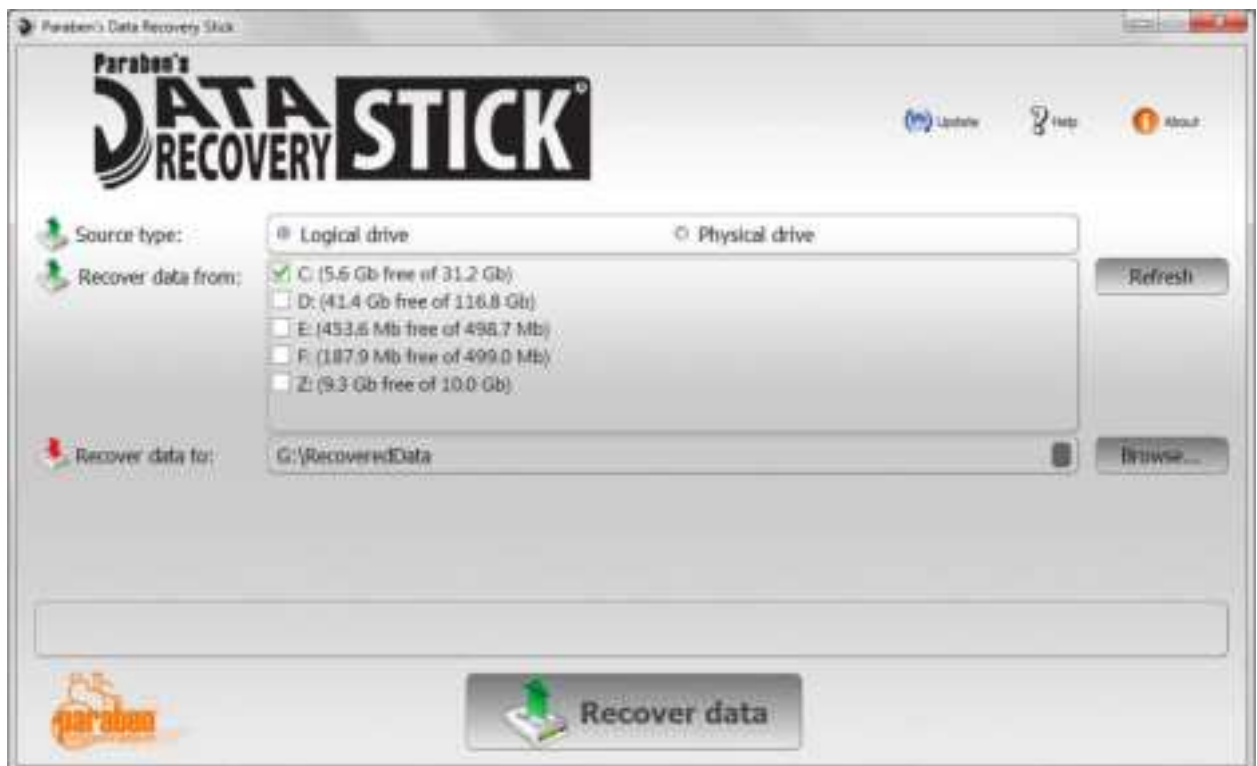 Paraben's Data Recovery Stick
Paraben's
DATA
RECOVERY STICK®
Update
Help
About
Source type:
Logical drive
Physical drive
Recover data from:
C: (5.6 Gb free of 31.2 Gb)
Refresh
D: (41.4 Gb free of 116.8 Gb)
E: (453.6 Mb free of 498.7 Mb)
F: (187.9 Mb free of 499.0 Mb)
Z: (9.3 Gb free of 10.0 Gb)
Recover data to:
G:\RecoveredData
Browse...
paraben
Recover data